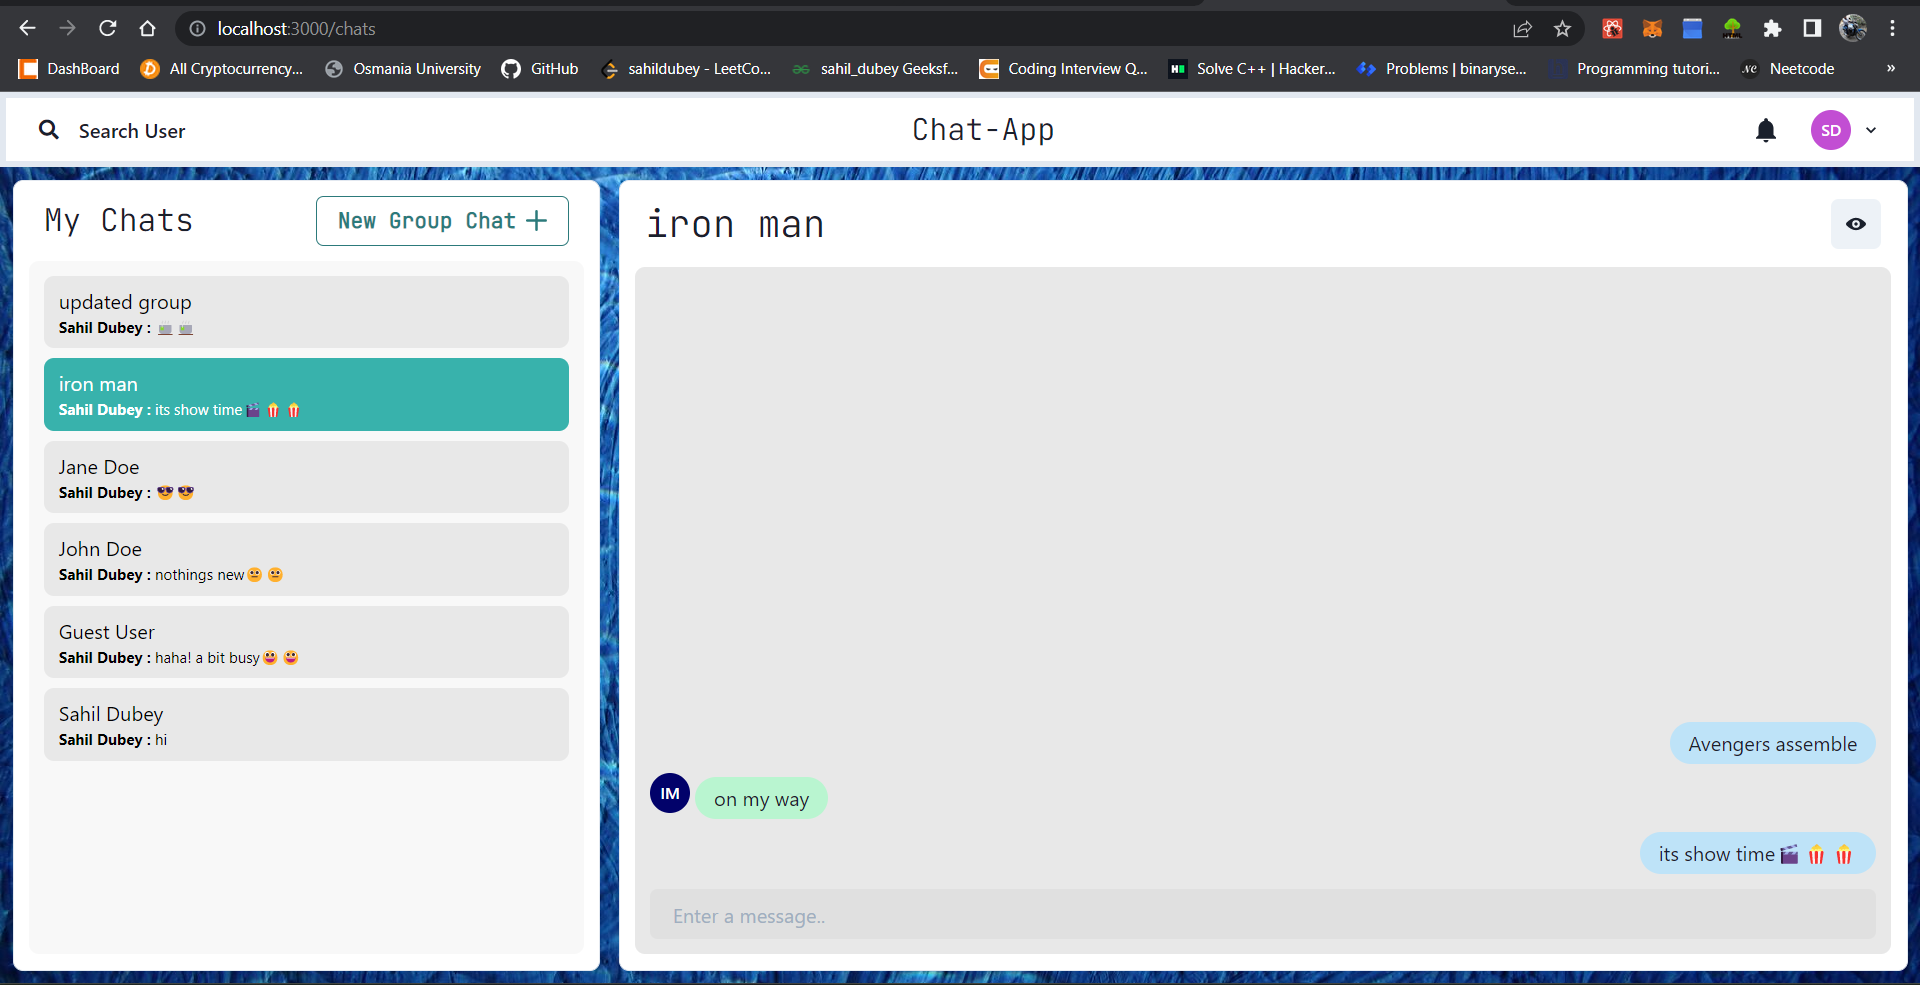 localhost:3000/chats
DashBoard
All Cryptocurrency...
Osmania University
GitHub
sahildubey - LeetCo...
sahil_dubey Geeksf...
Coding Interview Q...
Solve C++ | Hacker...
Problems | binaryse...
Programming tutori...
Neetcode
»
Search User
Chat-App
SD
My Chats
New Group Chat +
updated group
Sahil Dubey :
iron man
Sahil Dubey : its show time🎬 🍿 🍿
Jane Doe
Sahil Dubey : 😎 😎
John Doe
Sahil Dubey : nothings new😐 😐
Guest User
Sahil Dubey : haha! a bit busy😀 😀
Sahil Dubey
Sahil Dubey : hi
iron man
Avengers assemble
IM
on my way
its show time🎬 🍿 🍿
Enter a message..